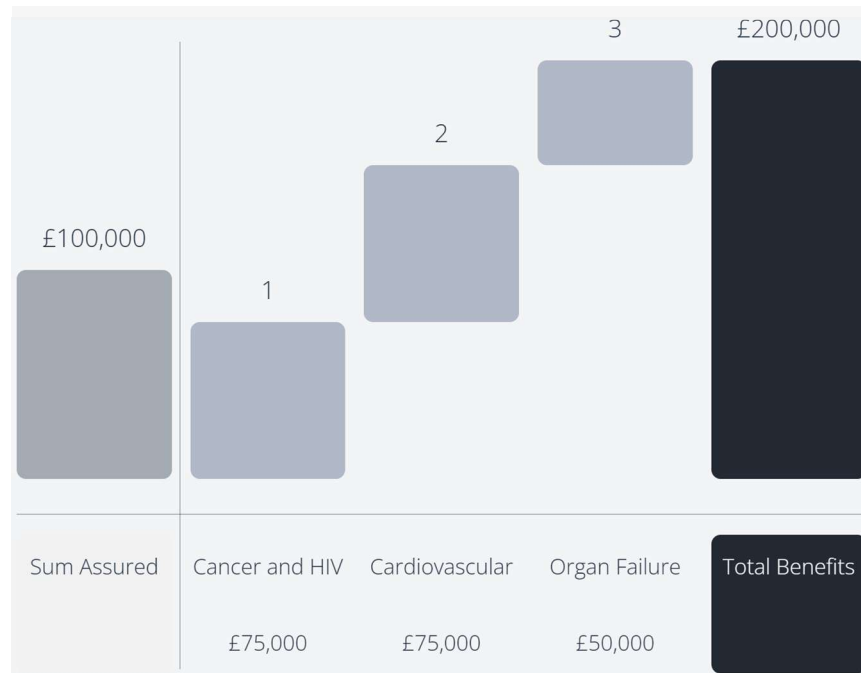 3
£200,000
2
£100,000
1
Sum Assured
Cancer and HIV
Cardiovascular
Organ Failure
Total Benefits
£75,000
£75,000
£50,000